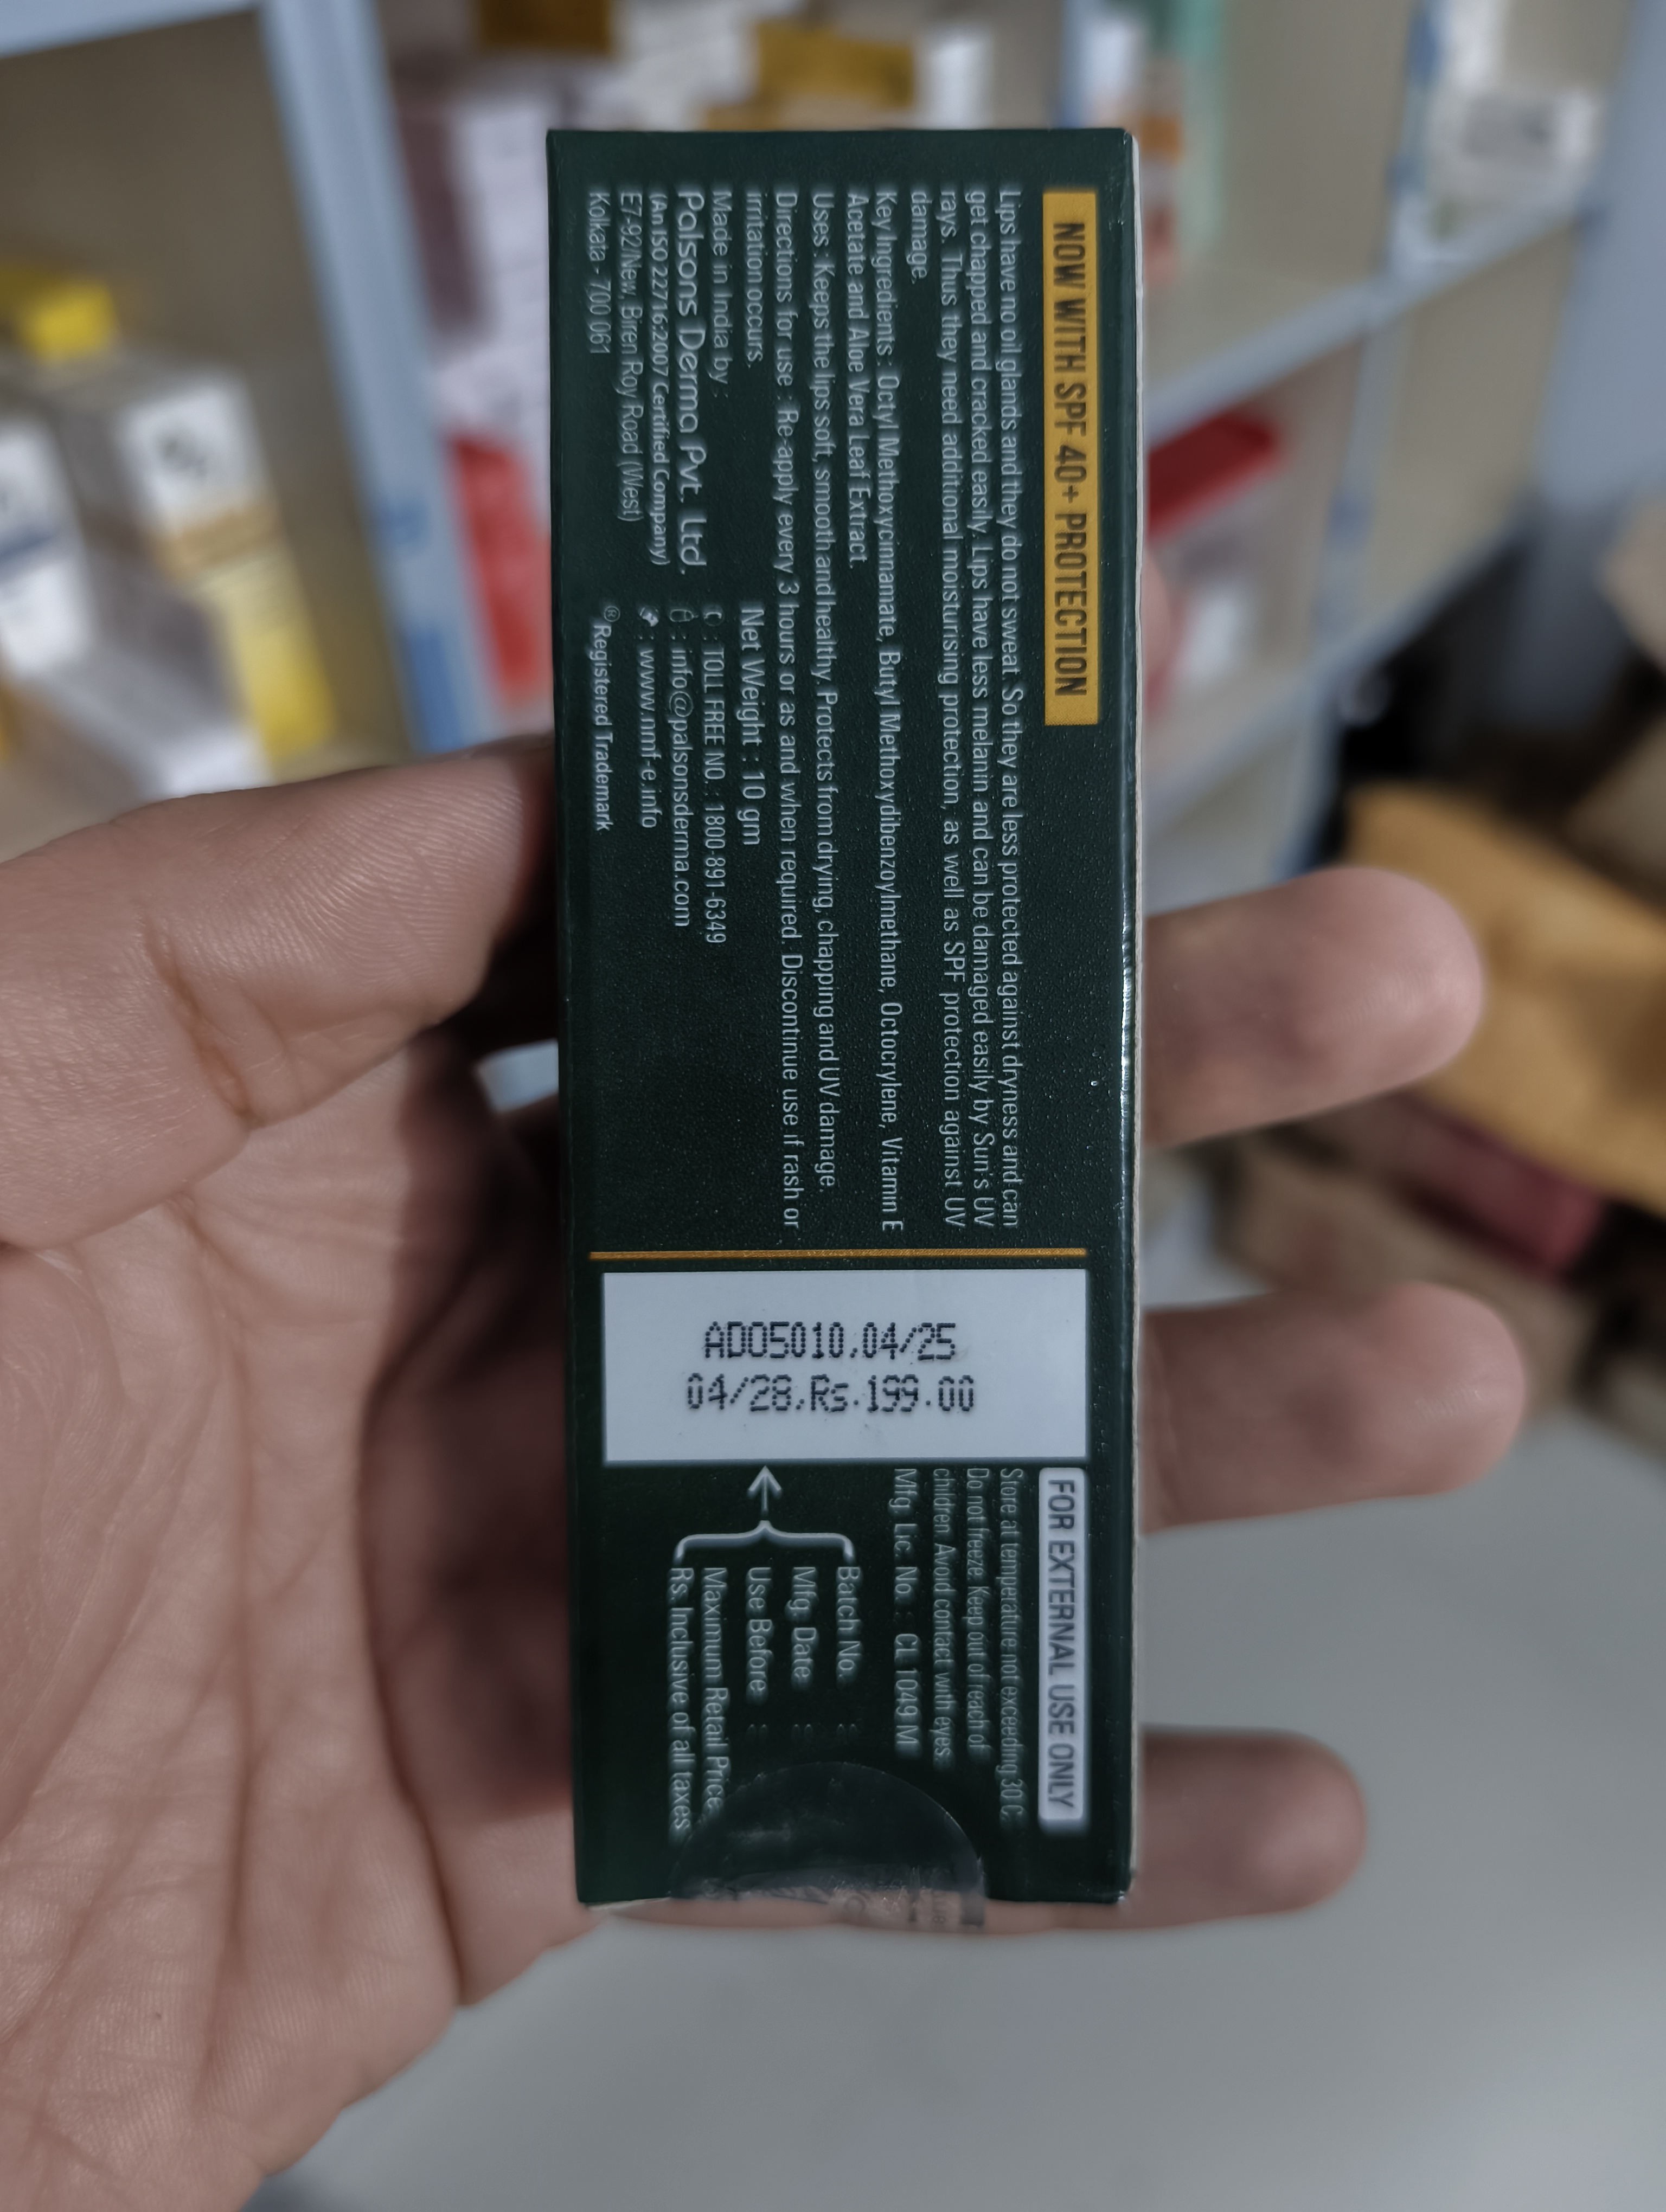 NOW WITH SPF 40+ PROTECTION
Lips have no oil glands and they do not sweat. So they are less protected against dryness and can
get chapped and cracked easily. Lips have less melanin and can be damaged easily by Sun's UV
rays. Thus they need additional moisturising protection, as well as SPF protection against UV
damage.
Key Ingredients : Octyl Methoxycinnamate, Butyl Methoxydibenzoylmethane, Octocrylene, Vitamin E
Acetate and Aloe Vera Leaf Extract
Uses : Keeps the lips soft, smooth and healthy. Protects from drying, chapping and UV damage.
Directions for use : Re-apply every 3 hours or as and when required. Discontinue use if rash or
irritation occurs.
Made in India by :
Palsons Derma Pvt. Ltd.
(An ISO 22716:2007 Certified Company)
E7-92/New, Biren Roy Road (West)
Kolkata - 700 061
Net Weight : 10 gm
: TOLL FREE NO. : 1800-891-6349
: info@palsonsderma.com
: www.nmf-e.info
®Registered Trademark
AD05010,04/25
04/28,Rs.199.00
FOR EXTERNAL USE ONLY
Store at temperature not exceeding 30°C.
Do not freeze. Keep out of reach of
children. Avoid contact with eyes.
Mfg. Lic. No. : CL 1049 M
Batch No. :
Mfg. Date :
Use Before :
Maximum Retail Price
Rs. Inclusive of all taxes